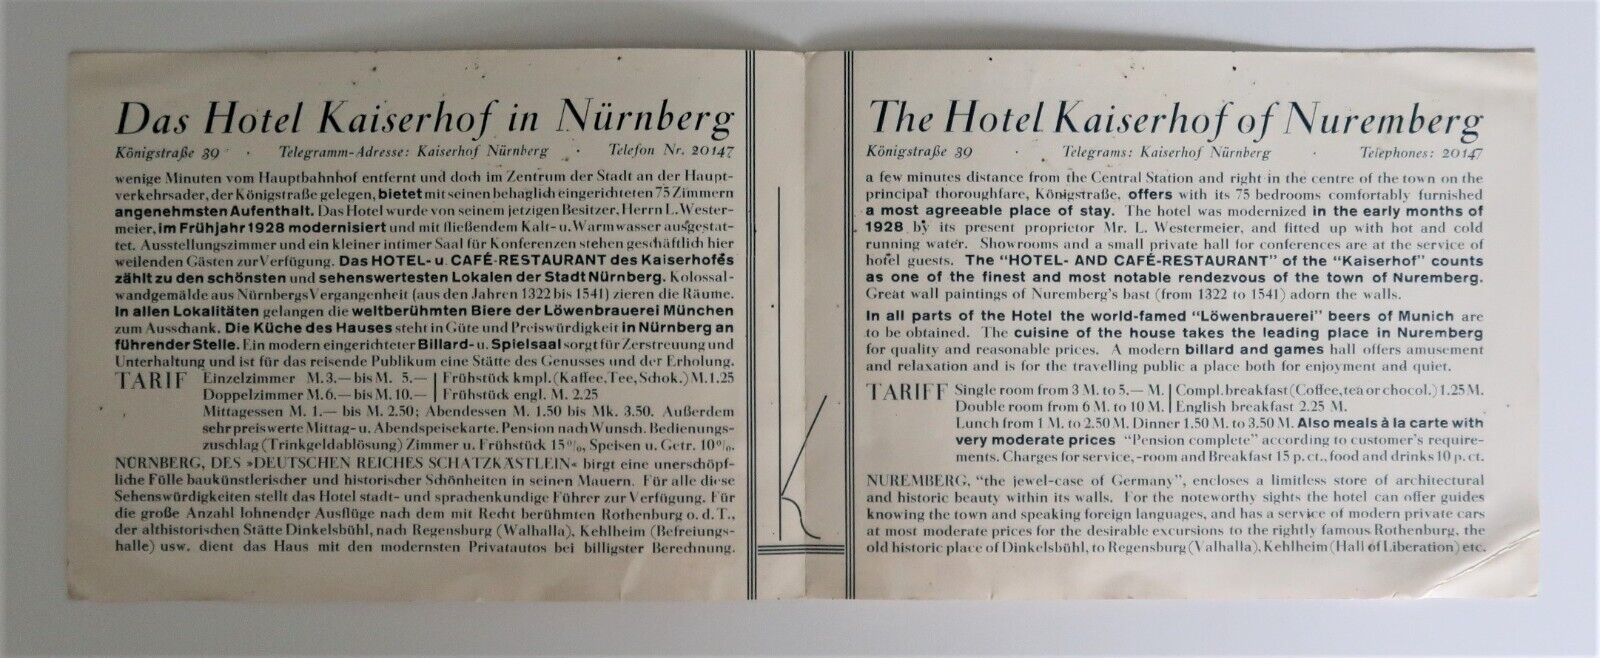 Das Hotel Kaiserhof in Nürnberg
Königstraße 39 · Telegramm-Adresse: Kaiserhof Nürnberg · Telefon Nr. 20147
wenige Minuten vom Hauptbahnhof entfernt und doch im Zentrum der Stadt an der Haupt-
verkehrsader, der Königstraße gelegen, bietet mit seinen behaglich eingerichteten 75 Zimmern
angenehmsten Aufenthalt. Das Hotel wurde von seinem jetzigen Besitzer, Herrn L. Wester-
meier, im Frühjahr 1928 modernisiert und mit fließendem Kalt- u. Warmwasser ausgestat-
tet. Ausstellungszimmer und ein kleiner intimer Saal für Konferenzen stehen geschäftlich hier
weilenden Gästen zur Verfügung. Das HOTEL- u. CAFÉ-RESTAURANT des Kaiserhofes
zählt zu den schönsten und sehenswertesten Lokalen der Stadt Nürnberg. Kolossal-
wandgemälde aus Nürnbergs Vergangenheit (aus den Jahren 1322 bis 1541) zieren die Räume.
In allen Lokalitäten gelangen die weltberühmten Biere der Löwenbrauerei München
zum Ausschank. Die Küche des Hauses steht in Güte und Preiswürdigkeit in Nürnberg an
führender Stelle. Ein modern eingerichteter Billard- u. Spielsaal sorgt für Zerstreuung und
Unterhaltung und ist für das reisende Publikum eine Stätte des Genusses und der Erholung.
TARIF Einzelzimmer M. 3.— bis M. 5.— | Frühstück kmpl. (Kaffee, Tee, Schok.) M. 1.25
Doppelzimmer M. 6.— bis M. 10.— | Frühstück engl. M. 2.25
Mittagessen M. 1.— bis M. 2.50; Abendessen M. 1.50 bis Mk. 3.50. Außerdem
sehr preiswerte Mittag- u. Abendspeisekarte. Pension nach Wunsch. Bedienungs-
zuschlag (Trinkgeldablösung) Zimmer u. Frühstück 15%, Speisen u. Getr. 10%.
NÜRNBERG, DES »DEUTSCHEN REICHES SCHATZKÄSTLEIN« birgt eine unerschöpf-
liche Fülle baukünstlerischer und historischer Schönheiten in seinen Mauern. Für alle diese
Sehenswürdigkeiten stellt das Hotel stadt- und sprachenkundige Führer zur Verfügung. Für
die große Anzahl lohnender Ausflüge nach dem mit Recht berühmten Rothenburg o. d. T.,
der althistorischen Stätte Dinkelsbühl, nach Regensburg (Walhalla), Kehlheim (Befreiungs-
halle) usw. dient das Haus mit den modernsten Privatautos bei billigster Berechnung.
K
The Hotel Kaiserhof of Nuremberg
Königstraße 39 · Telegrams: Kaiserhof Nürnberg · Telephones: 20147
a few minutes distance from the Central Station and right in the centre of the town on the
principal thoroughfare, Königstraße, offers with its 75 bedrooms comfortably furnished
a most agreeable place of stay. The hotel was modernized in the early months of
1928 by its present proprietor Mr. L. Westermeier, and fitted up with hot and cold
running water. Showrooms and a small private hall for conferences are at the service of
hotel guests. The "HOTEL- AND CAFÉ-RESTAURANT" of the "Kaiserhof" counts
as one of the finest and most notable rendezvous of the town of Nuremberg.
Great wall paintings of Nuremberg's bast (from 1322 to 1541) adorn the walls.
In all parts of the Hotel the world-famed "Löwenbrauerei" beers of Munich are
to be obtained. The cuisine of the house takes the leading place in Nuremberg
for quality and reasonable prices. A modern billard and games hall offers amusement
and relaxation and is for the travelling public a place both for enjoyment and quiet.
TARIFF Single room from 3 M. to 5.— M. | Compl. breakfast (Coffee, tea or chocol.) 1.25 M.
Double room from 6 M. to 10 M. | English breakfast 2.25 M.
Lunch from 1 M. to 2.50 M. Dinner 1.50 M. to 3.50 M. Also meals à la carte with
very moderate prices "Pension complete" according to customer's require-
ments. Charges for service, -room and Breakfast 15 p. ct., food and drinks 10 p. ct.
NUREMBERG, "the jewel-case of Germany", encloses a limitless store of architectural
and historic beauty within its walls. For the noteworthy sights the hotel can offer guides
knowing the town and speaking foreign languages, and has a service of modern private cars
at most moderate prices for the desirable excursions to the rightly famous Rothenburg, the
old historic place of Dinkelsbühl, to Regensburg (Valhalla), Kehlheim (Hall of Liberation) etc.